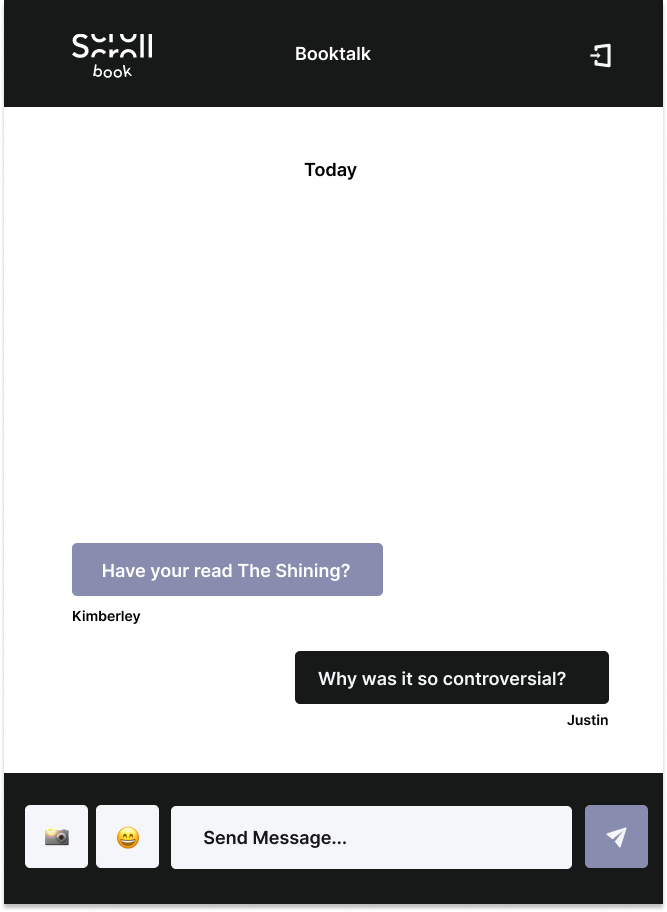 Scroll
book
Booktalk
Today
Have your read The Shining?
Kimberley
Why was it so controversial?
Justin
Send Message...